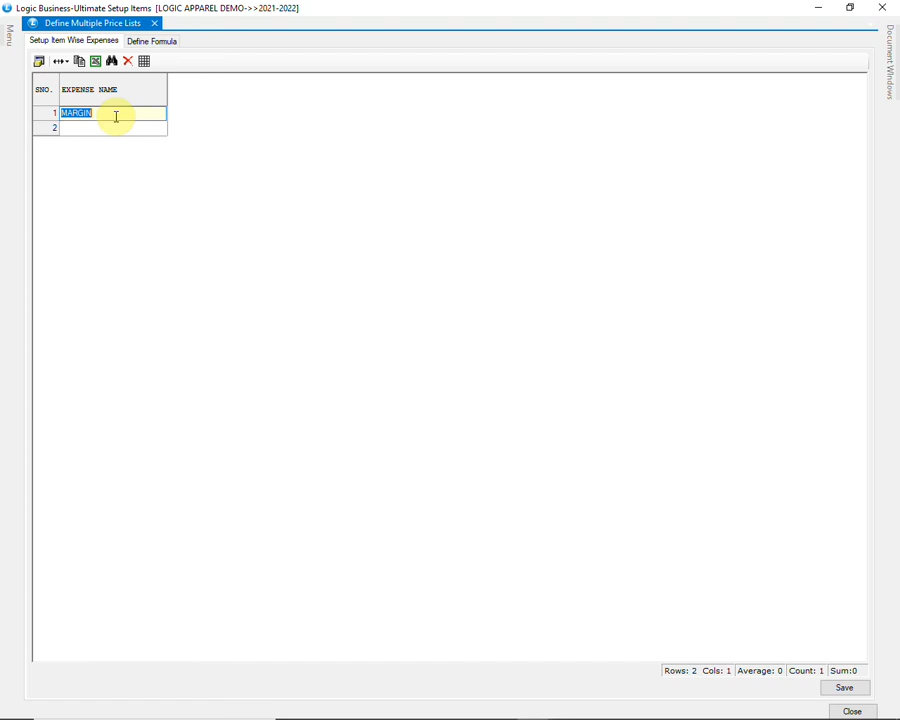 Logic Business-Ultimate Setup Items [LOGIC APPAREL DEMO->>2021-2022]
Menu
Define Multiple Price Lists
Document Windows
Setup Item Wise Expenses Define Formula
SNO. EXPENSE NAME
1 MARGIN
2
Rows: 2 Cols: 1 Average: 0 Count: 1 Sum:0
Save
Close